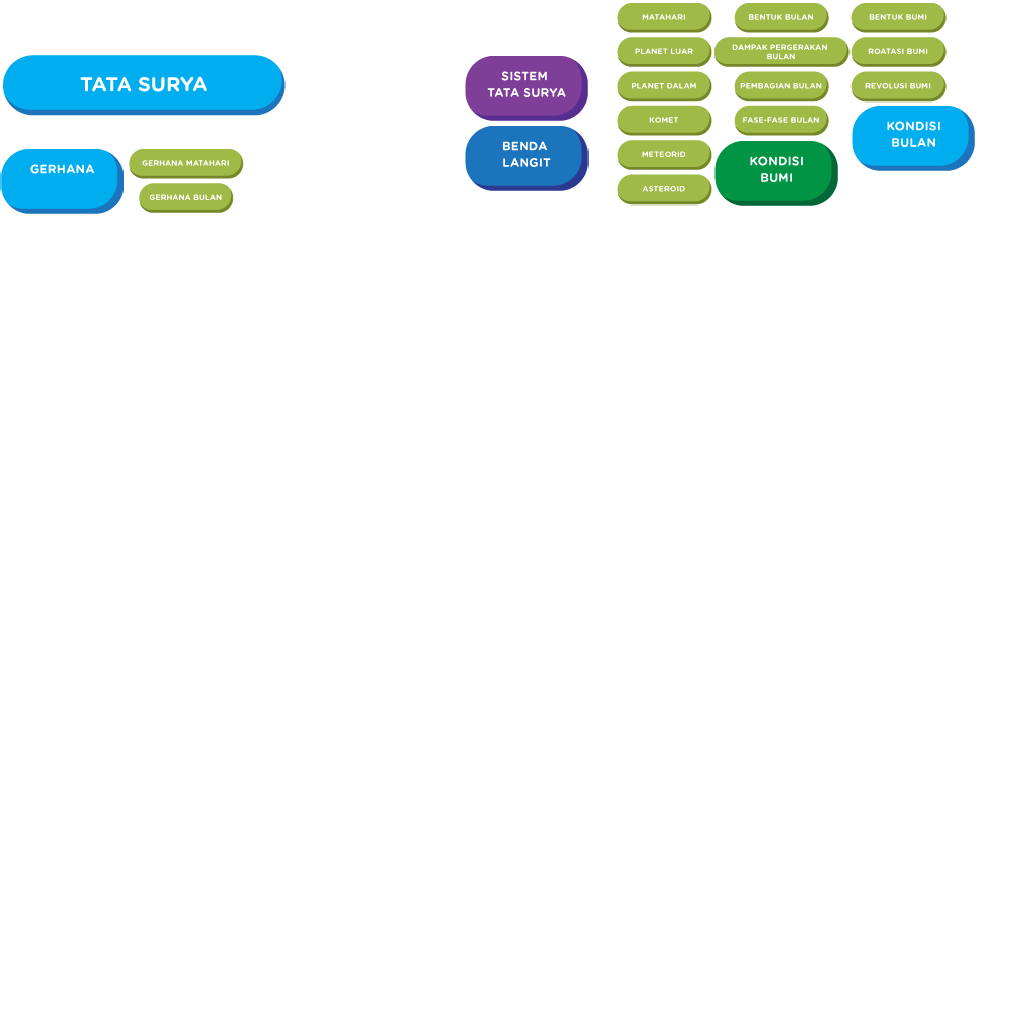 TATA SURYA
GERHANA
GERHANA MATAHARI
GERHANA BULAN
SISTEM
TATA SURYA
BENDA
LANGIT
MATAHARI
PLANET LUAR
PLANET DALAM
KOMET
METEORID
ASTEROID
BENTUK BULAN
DAMPAK PERGERAKAN
BULAN
PEMBAGIAN BULAN
FASE-FASE BULAN
KONDISI
BUMI
BENTUK BUMI
ROATASI BUMI
REVOLUSI BUMI
KONDISI
BULAN